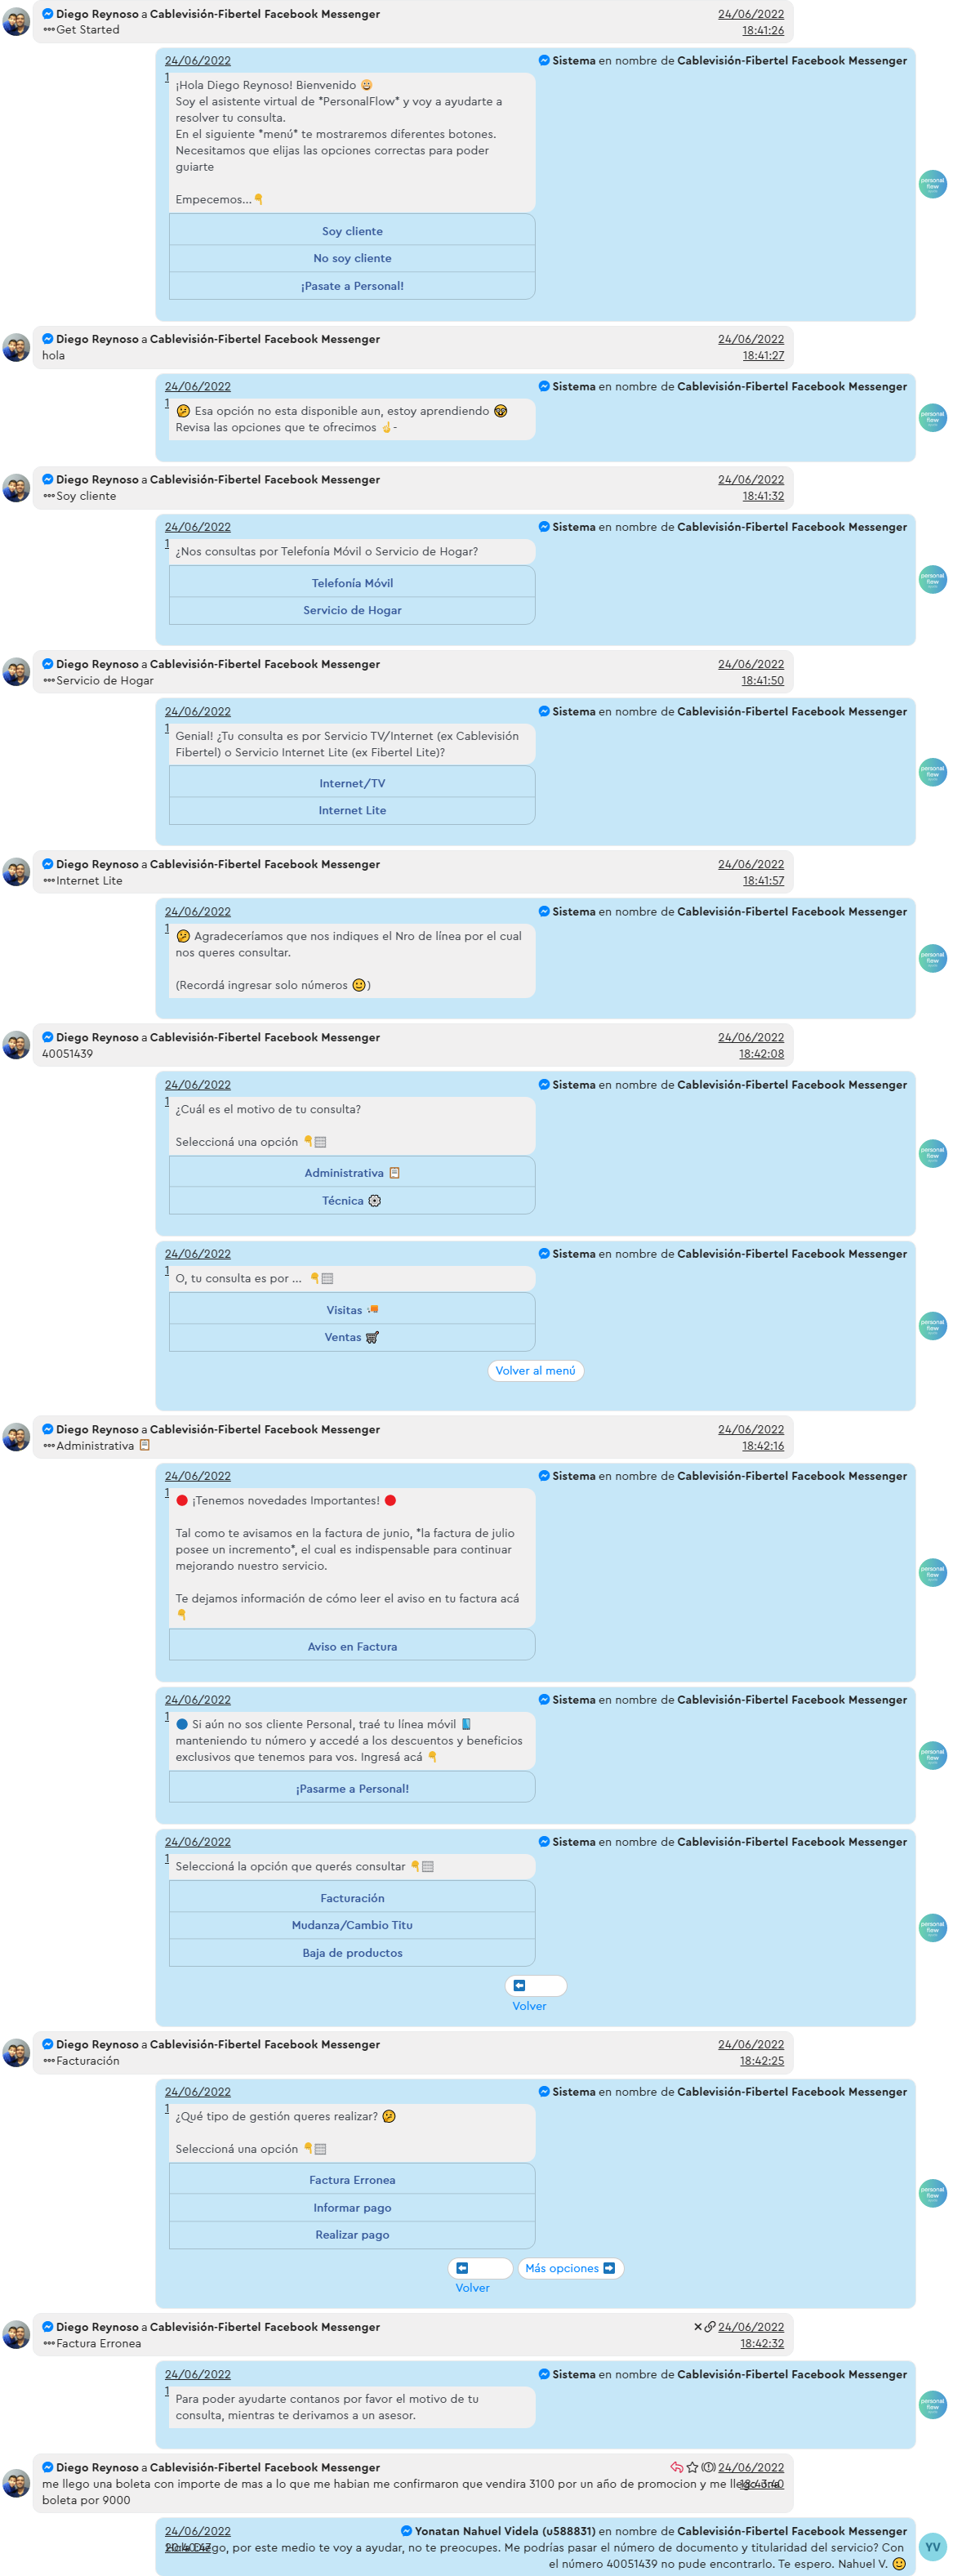 Diego Reynoso a Cablevisión-Fibertel Facebook Messenger 24/06/2022
Get Started 18:41:26
24/06/2022 Sistema en nombre de Cablevisión-Fibertel Facebook Messenger
1
¡Hola Diego Reynoso! Bienvenido 😀
Soy el asistente virtual de *PersonalFlow* y voy a ayudarte a
resolver tu consulta.
En el siguiente *menú* te mostraremos diferentes botones.
Necesitamos que elijas las opciones correctas para poder
guiarte
Empecemos...👇
Soy cliente
No soy cliente
¡Pasate a Personal!
personal
flow
Diego Reynoso a Cablevisión-Fibertel Facebook Messenger 24/06/2022
hola 18:41:27
24/06/2022 Sistema en nombre de Cablevisión-Fibertel Facebook Messenger
1
🤔 Esa opción no esta disponible aun, estoy aprendiendo 🤓
Revisa las opciones que te ofrecimos ☝-
personal
flow
Diego Reynoso a Cablevisión-Fibertel Facebook Messenger 24/06/2022
Soy cliente 18:41:32
24/06/2022 Sistema en nombre de Cablevisión-Fibertel Facebook Messenger
1
¿Nos consultas por Telefonía Móvil o Servicio de Hogar?
Telefonía Móvil
Servicio de Hogar
personal
flow
Diego Reynoso a Cablevisión-Fibertel Facebook Messenger 24/06/2022
Servicio de Hogar 18:41:50
24/06/2022 Sistema en nombre de Cablevisión-Fibertel Facebook Messenger
1
Genial! ¿Tu consulta es por Servicio TV/Internet (ex Cablevisión
Fibertel) o Servicio Internet Lite (ex Fibertel Lite)?
Internet/TV
Internet Lite
personal
flow
Diego Reynoso a Cablevisión-Fibertel Facebook Messenger 24/06/2022
Internet Lite 18:41:57
24/06/2022 Sistema en nombre de Cablevisión-Fibertel Facebook Messenger
1
🤔 Agradeceríamos que nos indiques el Nro de línea por el cual
nos queres consultar.
(Recordá ingresar solo números 🙂)
personal
flow
Diego Reynoso a Cablevisión-Fibertel Facebook Messenger 24/06/2022
40051439 18:42:08
24/06/2022 Sistema en nombre de Cablevisión-Fibertel Facebook Messenger
1
¿Cuál es el motivo de tu consulta?
Seleccioná una opción 👇
Administrativa
Técnica
personal
flow
24/06/2022 Sistema en nombre de Cablevisión-Fibertel Facebook Messenger
1
O, tu consulta es por ... 👇
Visitas
Ventas 🛒
Volver al menú
personal
flow
Diego Reynoso a Cablevisión-Fibertel Facebook Messenger 24/06/2022
Administrativa 18:42:16
24/06/2022 Sistema en nombre de Cablevisión-Fibertel Facebook Messenger
1
🔴 ¡Tenemos novedades Importantes! 🔴
Tal como te avisamos en la factura de junio, *la factura de julio
posee un incremento*, el cual es indispensable para continuar
mejorando nuestro servicio.
Te dejamos información de cómo leer el aviso en tu factura acá
👇
Aviso en Factura
personal
flow
24/06/2022 Sistema en nombre de Cablevisión-Fibertel Facebook Messenger
1
🔵 Si aún no sos cliente Personal, traé tu línea móvil
manteniendo tu número y accedé a los descuentos y beneficios
exclusivos que tenemos para vos. Ingresá acá 👇
¡Pasarme a Personal!
personal
flow
24/06/2022 Sistema en nombre de Cablevisión-Fibertel Facebook Messenger
1
Seleccioná la opción que querés consultar 👇
Facturación
Mudanza/Cambio Titu
Baja de productos
⬅
Volver
personal
flow
Diego Reynoso a Cablevisión-Fibertel Facebook Messenger 24/06/2022
Facturación 18:42:25
24/06/2022 Sistema en nombre de Cablevisión-Fibertel Facebook Messenger
1
¿Qué tipo de gestión queres realizar? 🤔
Seleccioná una opción 👇
Factura Erronea
Informar pago
Realizar pago
⬅ Más opciones ➡
Volver
personal
flow
Diego Reynoso a Cablevisión-Fibertel Facebook Messenger 24/06/2022
Factura Erronea 18:42:32
24/06/2022 Sistema en nombre de Cablevisión-Fibertel Facebook Messenger
1
Para poder ayudarte contanos por favor el motivo de tu
consulta, mientras te derivamos a un asesor.
personal
flow
Diego Reynoso a Cablevisión-Fibertel Facebook Messenger 24/06/2022
me llego una boleta con importe de mas a lo que me habian me confirmaron que vendira 3100 por un año de promocion y me llego una 18:43:40
boleta por 9000
24/06/2022 Yonatan Nahuel Videla (u588831) en nombre de Cablevisión-Fibertel Facebook Messenger
20:40:47 Hola Diego, por este medio te voy a ayudar, no te preocupes. Me podrías pasar el número de documento y titularidad del servicio? Con
el número 40051439 no pude encontrarlo. Te espero. Nahuel V. 🙂
YV